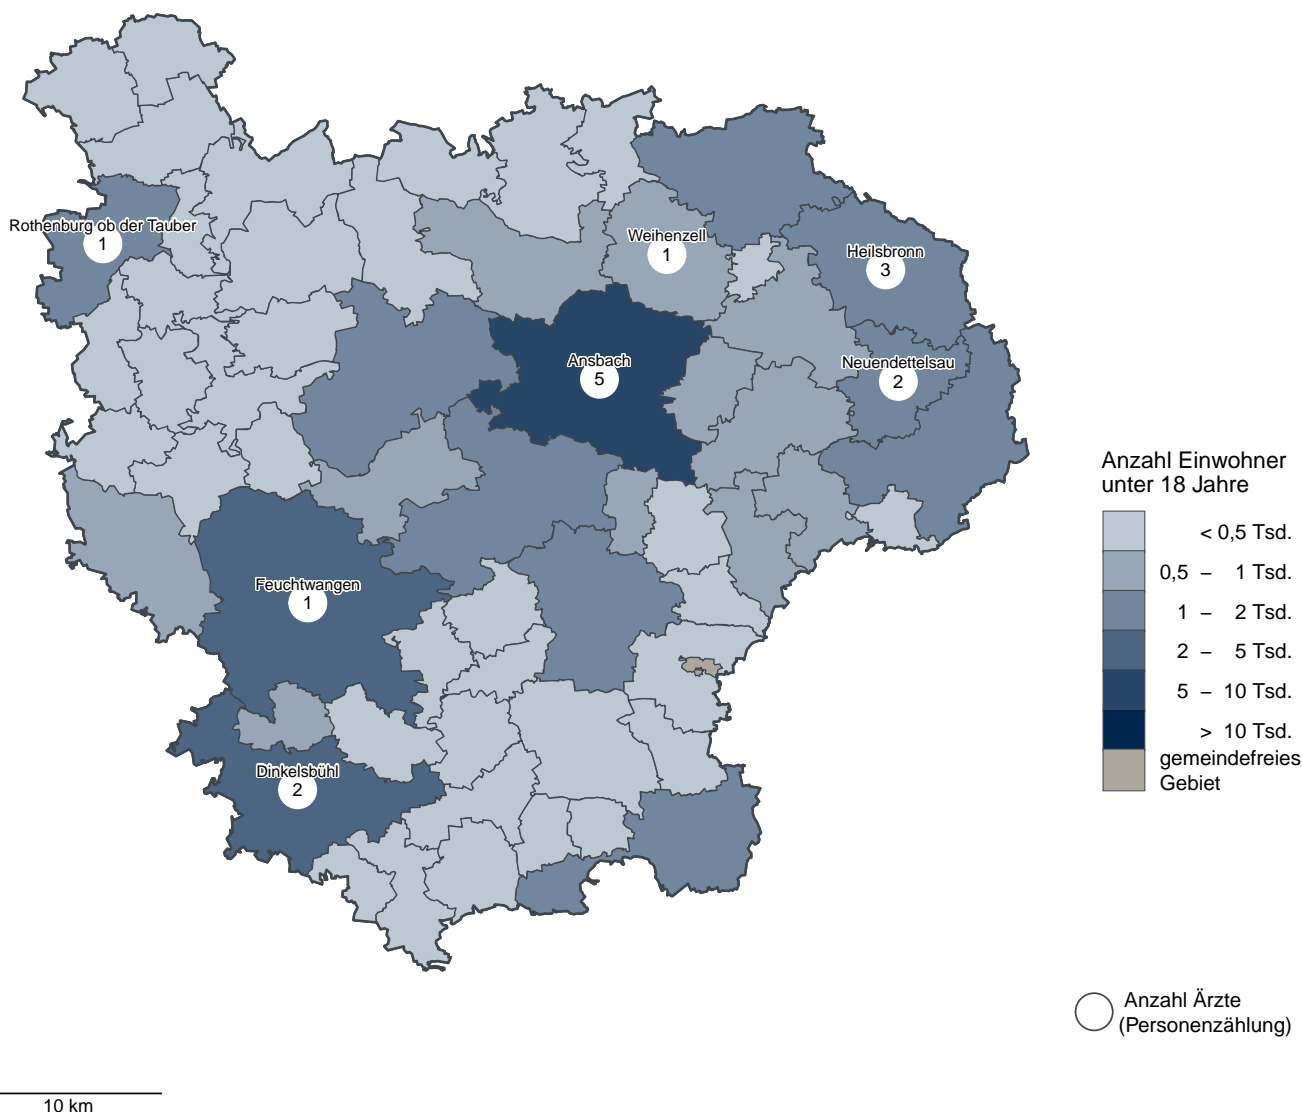 Rothenburg ob der Tauber
1
Weihenzell
1
Heilsbronn
3
Ansbach
5
Neuendettelsau
2
Feuchtwangen
1
Dinkelsbühl
2
Anzahl Einwohner
unter 18 Jahre
< 0,5 Tsd.
0,5 – 1 Tsd.
1 – 2 Tsd.
2 – 5 Tsd.
5 – 10 Tsd.
> 10 Tsd.
gemeindefreies
Gebiet
Anzahl Ärzte
(Personenzählung)
10 km